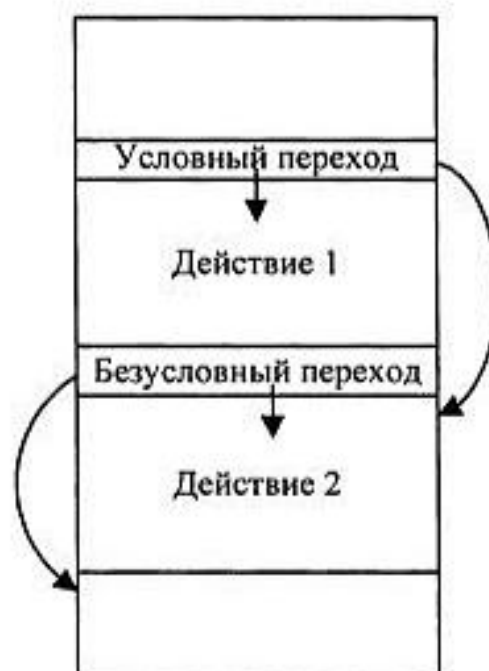 Условный переход
Действие 1
Безусловный переход
Действие 2